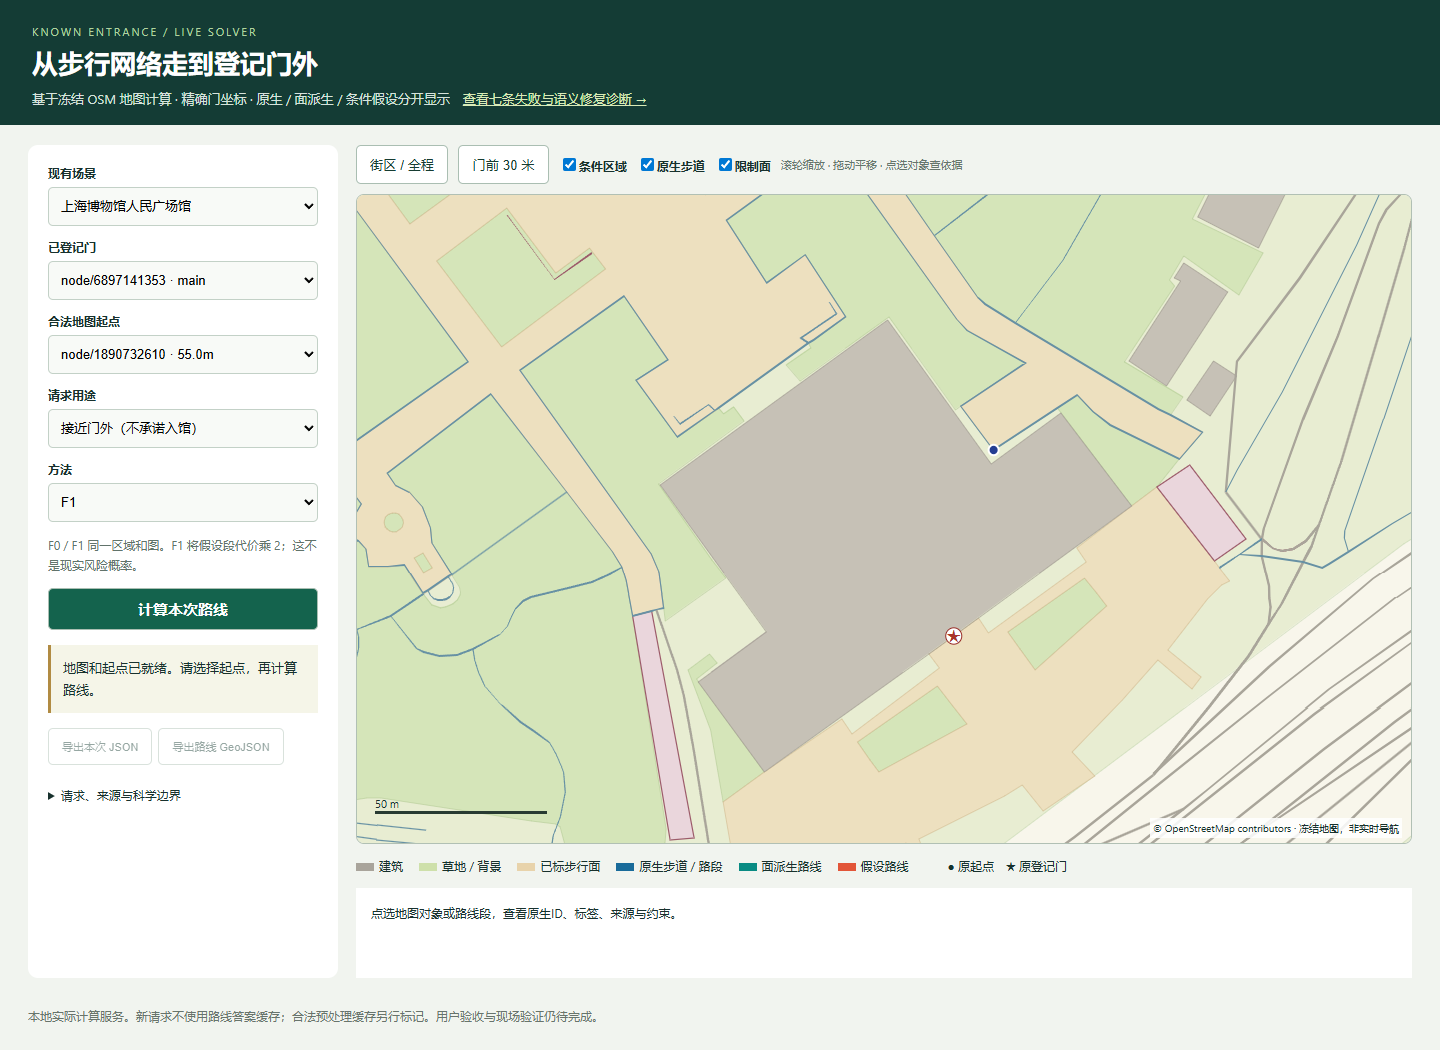 KNOWN ENTRANCE / LIVE SOLVER
从步行网络走到登记门外
基于冻结 OSM 地图计算 · 精确门坐标 · 原生 / 面派生 / 条件假设分开显示 查看七条失败与语义修复诊断 →
现有场景
上海博物馆人民广场馆
已登记门
node/6897141353 · main
合法地图起点
node/1890732610 · 55.0m
请求用途
接近门外（不承诺入馆）
方法
F1
F0 / F1 同一区域和图。F1 将假设段代价乘 2；这不
是现实风险概率。
计算本次路线
地图和起点已就绪。请选择起点，再计算
路线。
导出本次 JSON 导出路线 GeoJSON
▶ 请求、来源与科学边界
街区 / 全程 门前 30 米 条件区域 原生步道 限制面 滚轮缩放 · 拖动平移 · 点选对象查依据
50 m
© OpenStreetMap contributors · 冻结地图，非实时导航
建筑 草地 / 背景 已标步行面 原生步道 / 路段 面派生路线 假设路线 ● 原起点 ★ 原登记门
点选地图对象或路线段，查看原生ID、标签、来源与约束。
本地实际计算服务。新请求不使用路线答案缓存；合法预处理缓存另行标记。用户验收与现场验证仍待完成。